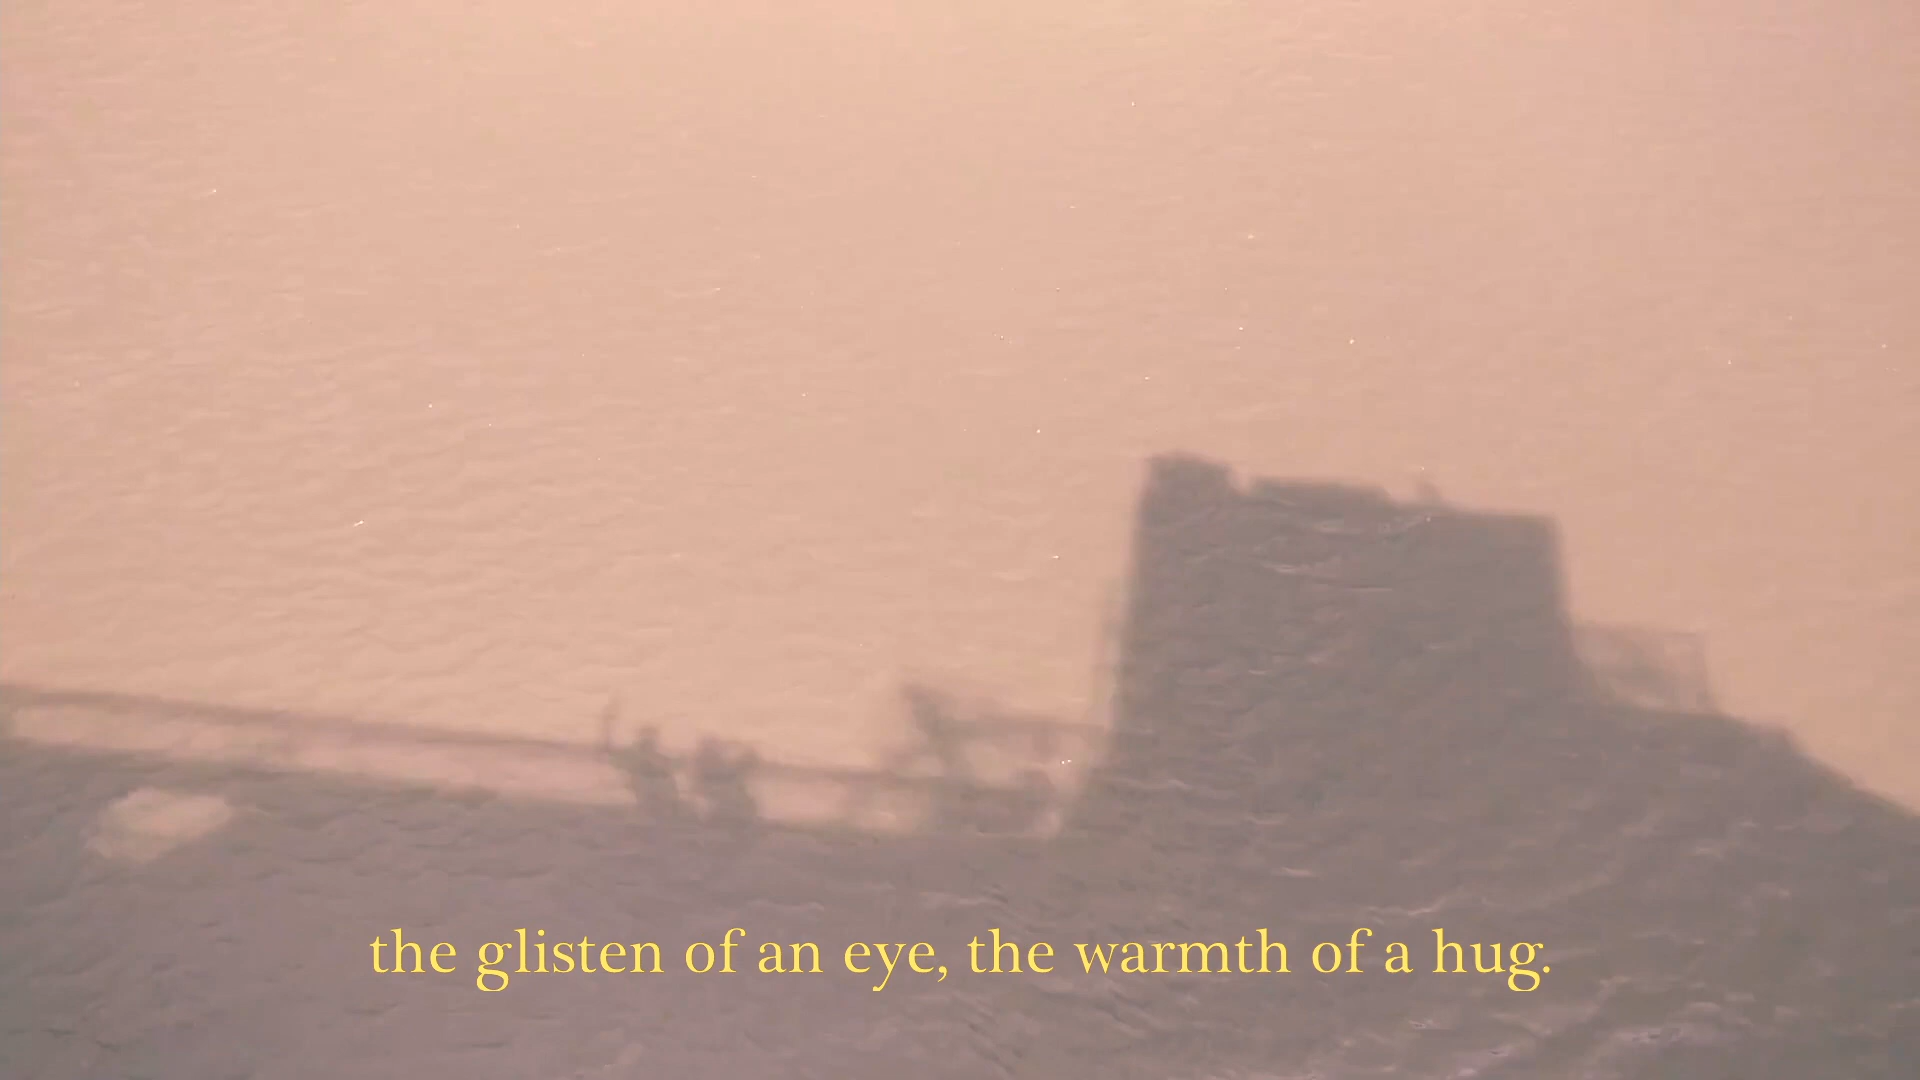 the glisten of an eye, the warmth of a hug.